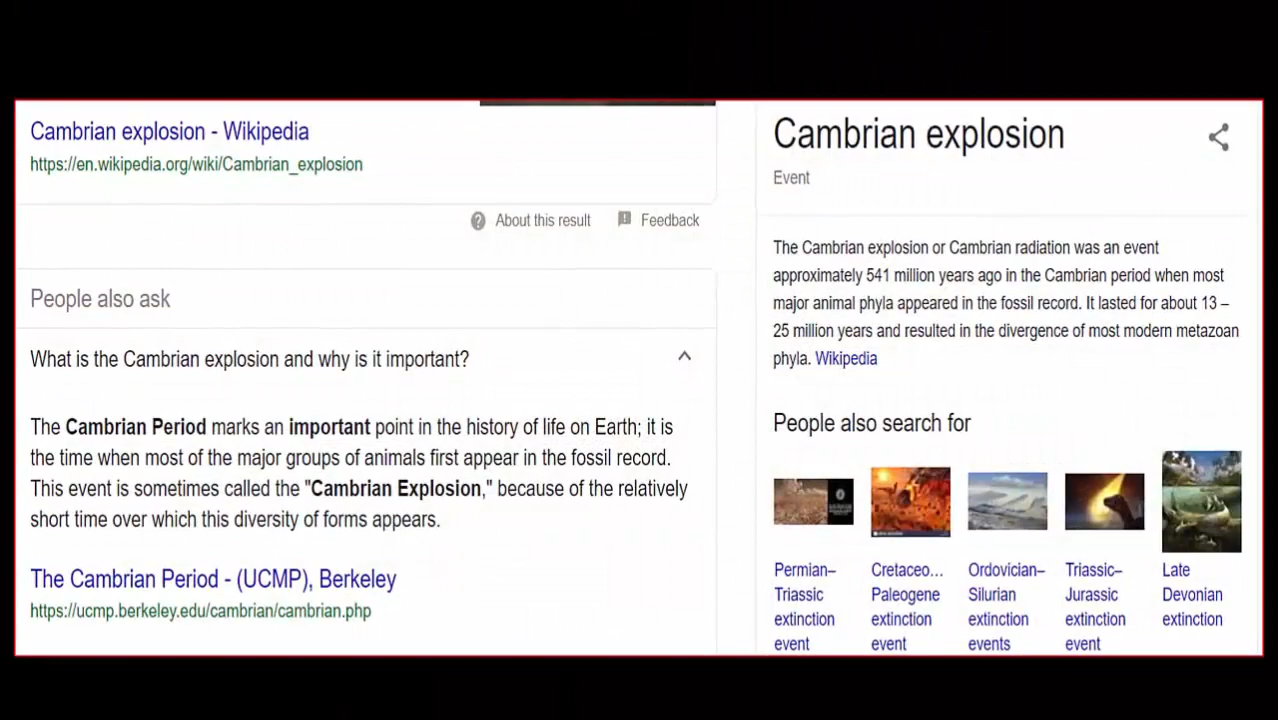 Cambrian explosion - Wikipedia
https://en.wikipedia.org/wiki/Cambrian_explosion
About this result
Feedback
People also ask
What is the Cambrian explosion and why is it important?
The Cambrian Period marks an important point in the history of life on Earth; it is
the time when most of the major groups of animals first appear in the fossil record.
This event is sometimes called the "Cambrian Explosion," because of the relatively
short time over which this diversity of forms appears.
The Cambrian Period - (UCMP), Berkeley
https://ucmp.berkeley.edu/cambrian/cambrian.php
Cambrian explosion
Event
The Cambrian explosion or Cambrian radiation was an event
approximately 541 million years ago in the Cambrian period when most
major animal phyla appeared in the fossil record. It lasted for about 13 –
25 million years and resulted in the divergence of most modern metazoan
phyla. Wikipedia
People also search for
Permian–
Triassic
extinction
event
Cretaceo...
Paleogene
extinction
event
Ordovician–
Silurian
extinction
events
Triassic–
Jurassic
extinction
event
Late
Devonian
extinction